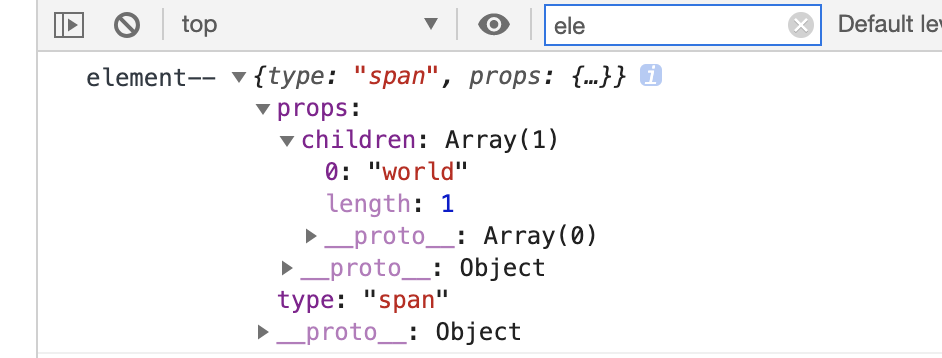 top ele Default lev
element-- {type: "span", props: {…}} i
props:
children: Array(1)
0: "world"
length: 1
__proto__: Array(0)
__proto__: Object
type: "span"
__proto__: Object